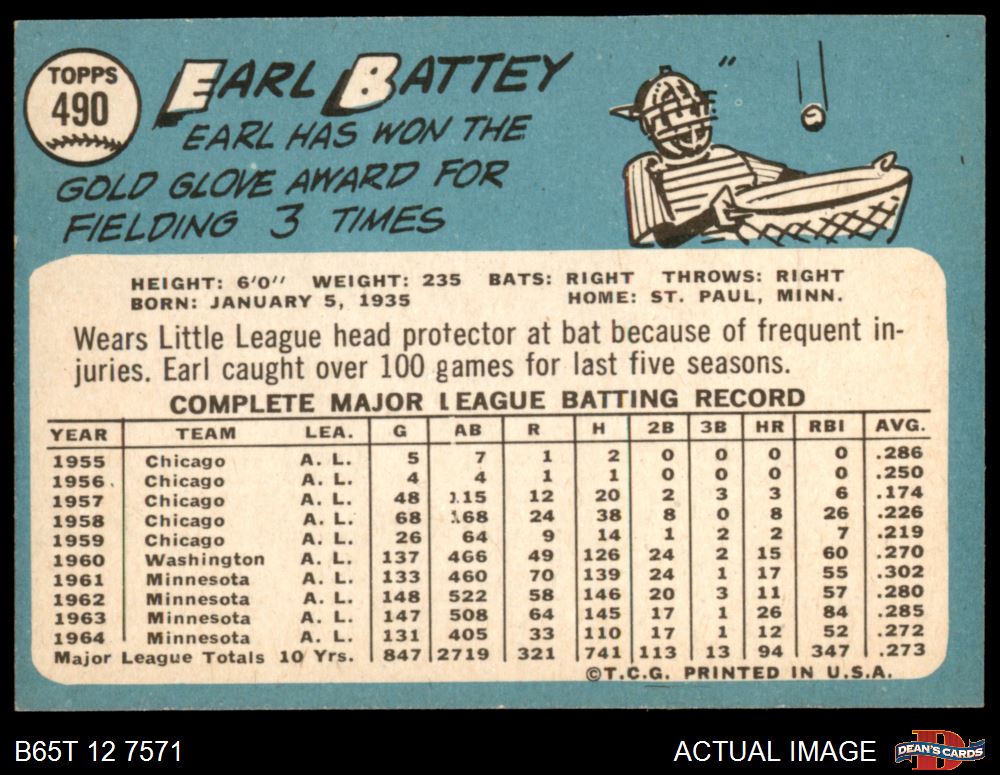 TOPPS
490
EARL BATTEY
EARL HAS WON THE
GOLD GLOVE AWARD FOR
FIELDING 3 TIMES
HEIGHT: 6'0" WEIGHT: 235 BATS: RIGHT THROWS: RIGHT
BORN: JANUARY 5, 1935 HOME: ST. PAUL, MINN.
Wears Little League head protector at bat because of frequent in-
juries. Earl caught over 100 games for last five seasons.
COMPLETE MAJOR LEAGUE BATTING RECORD
YEAR TEAM LEA. G AB R H 2B 3B HR RBI AVG.
1955 Chicago A. L. 5 7 1 2 0 0 0 0 .286
1956 Chicago A. L. 4 4 1 1 0 0 0 0 .250
1957 Chicago A. L. 48 115 12 20 2 3 3 6 .174
1958 Chicago A. L. 68 168 24 38 8 0 8 26 .226
1959 Chicago A. L. 26 64 9 14 1 2 2 7 .219
1960 Washington A. L. 137 466 49 126 24 2 15 60 .270
1961 Minnesota A. L. 133 460 70 139 24 1 17 55 .302
1962 Minnesota A. L. 148 522 58 146 20 3 11 57 .280
1963 Minnesota A. L. 147 508 64 145 17 1 26 84 .285
1964 Minnesota A. L. 131 405 33 110 17 1 12 52 .272
Major League Totals 10 Yrs. 847 2719 321 741 113 13 94 347 .273
©T.C.G. PRINTED IN U.S.A.
B65T 12 7571 ACTUAL IMAGE DEAN'S CARDS